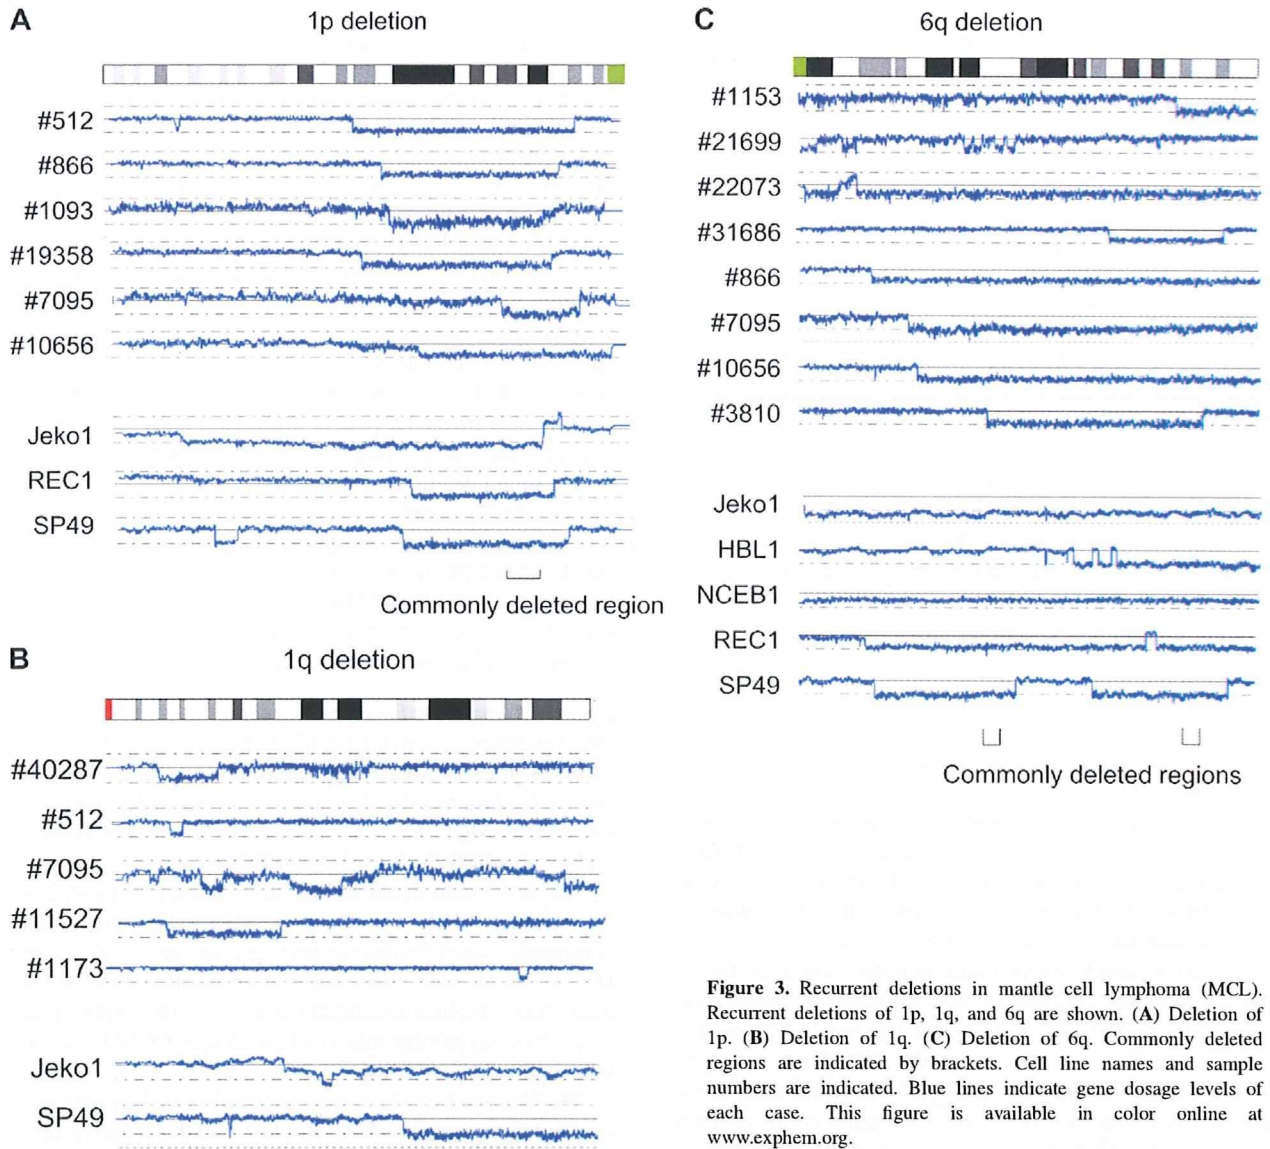 A
1p deletion
#512
#866
#1093
#19358
#7095
#10656
Jeko1
REC1
SP49
Commonly deleted region
B
1q deletion
#40287
#512
#7095
#11527
#1173
Jeko1
SP49
C
6q deletion
#1153
#21699
#22073
#31686
#866
#7095
#10656
#3810
Jeko1
HBL1
NCEB1
REC1
SP49
Commonly deleted regions
Figure 3. Recurrent deletions in mantle cell lymphoma (MCL).
Recurrent deletions of 1p, 1q, and 6q are shown. (A) Deletion of
1p. (B) Deletion of 1q. (C) Deletion of 6q. Commonly deleted
regions are indicated by brackets. Cell line names and sample
numbers are indicated. Blue lines indicate gene dosage levels of
each case. This figure is available in color online at
www.exphem.org.